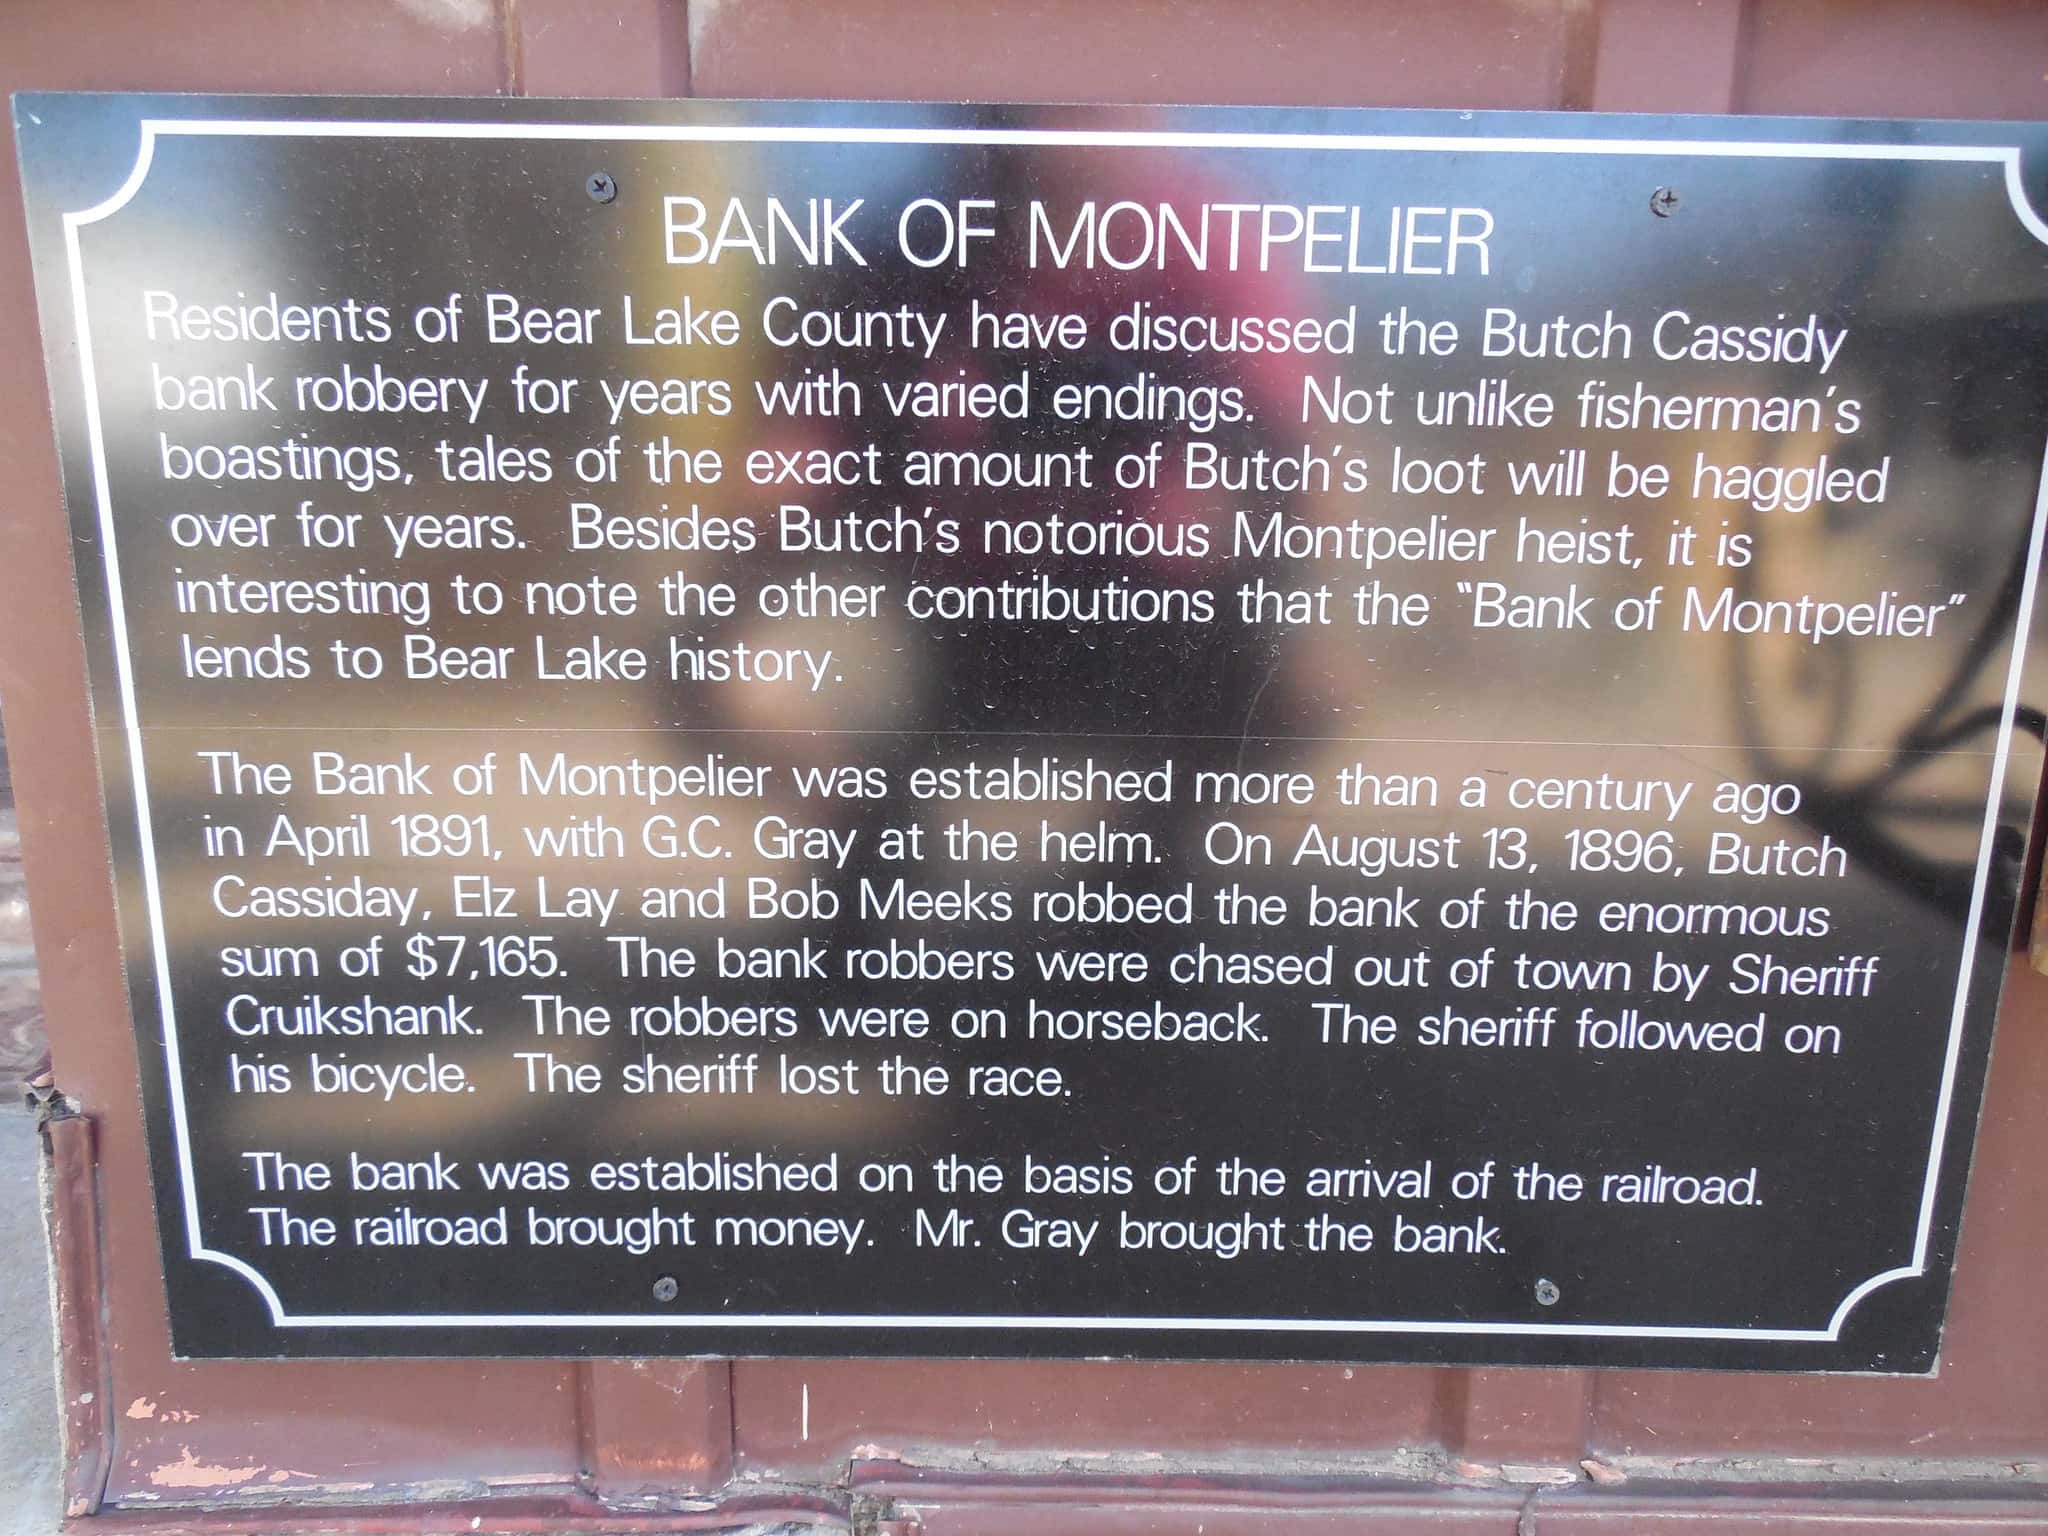 BANK OF MONTPELIER
Residents of Bear Lake County have discussed the Butch Cassidy
bank robbery for years with varied endings. Not unlike fisherman's
boastings, tales of the exact amount of Butch's loot will be haggled
over for years. Besides Butch's notorious Montpelier heist, it is
interesting to note the other contributions that the "Bank of Montpelier"
lends to Bear Lake history.
The Bank of Montpelier was established more than a century ago
in April 1891, with G.C. Gray at the helm. On August 13, 1896, Butch
Cassiday, Elz Lay and Bob Meeks robbed the bank of the enormous
sum of $7,165. The bank robbers were chased out of town by Sheriff
Cruikshank. The robbers were on horseback. The sheriff followed on
his bicycle. The sheriff lost the race.
The bank was established on the basis of the arrival of the railroad.
The railroad brought money. Mr. Gray brought the bank.